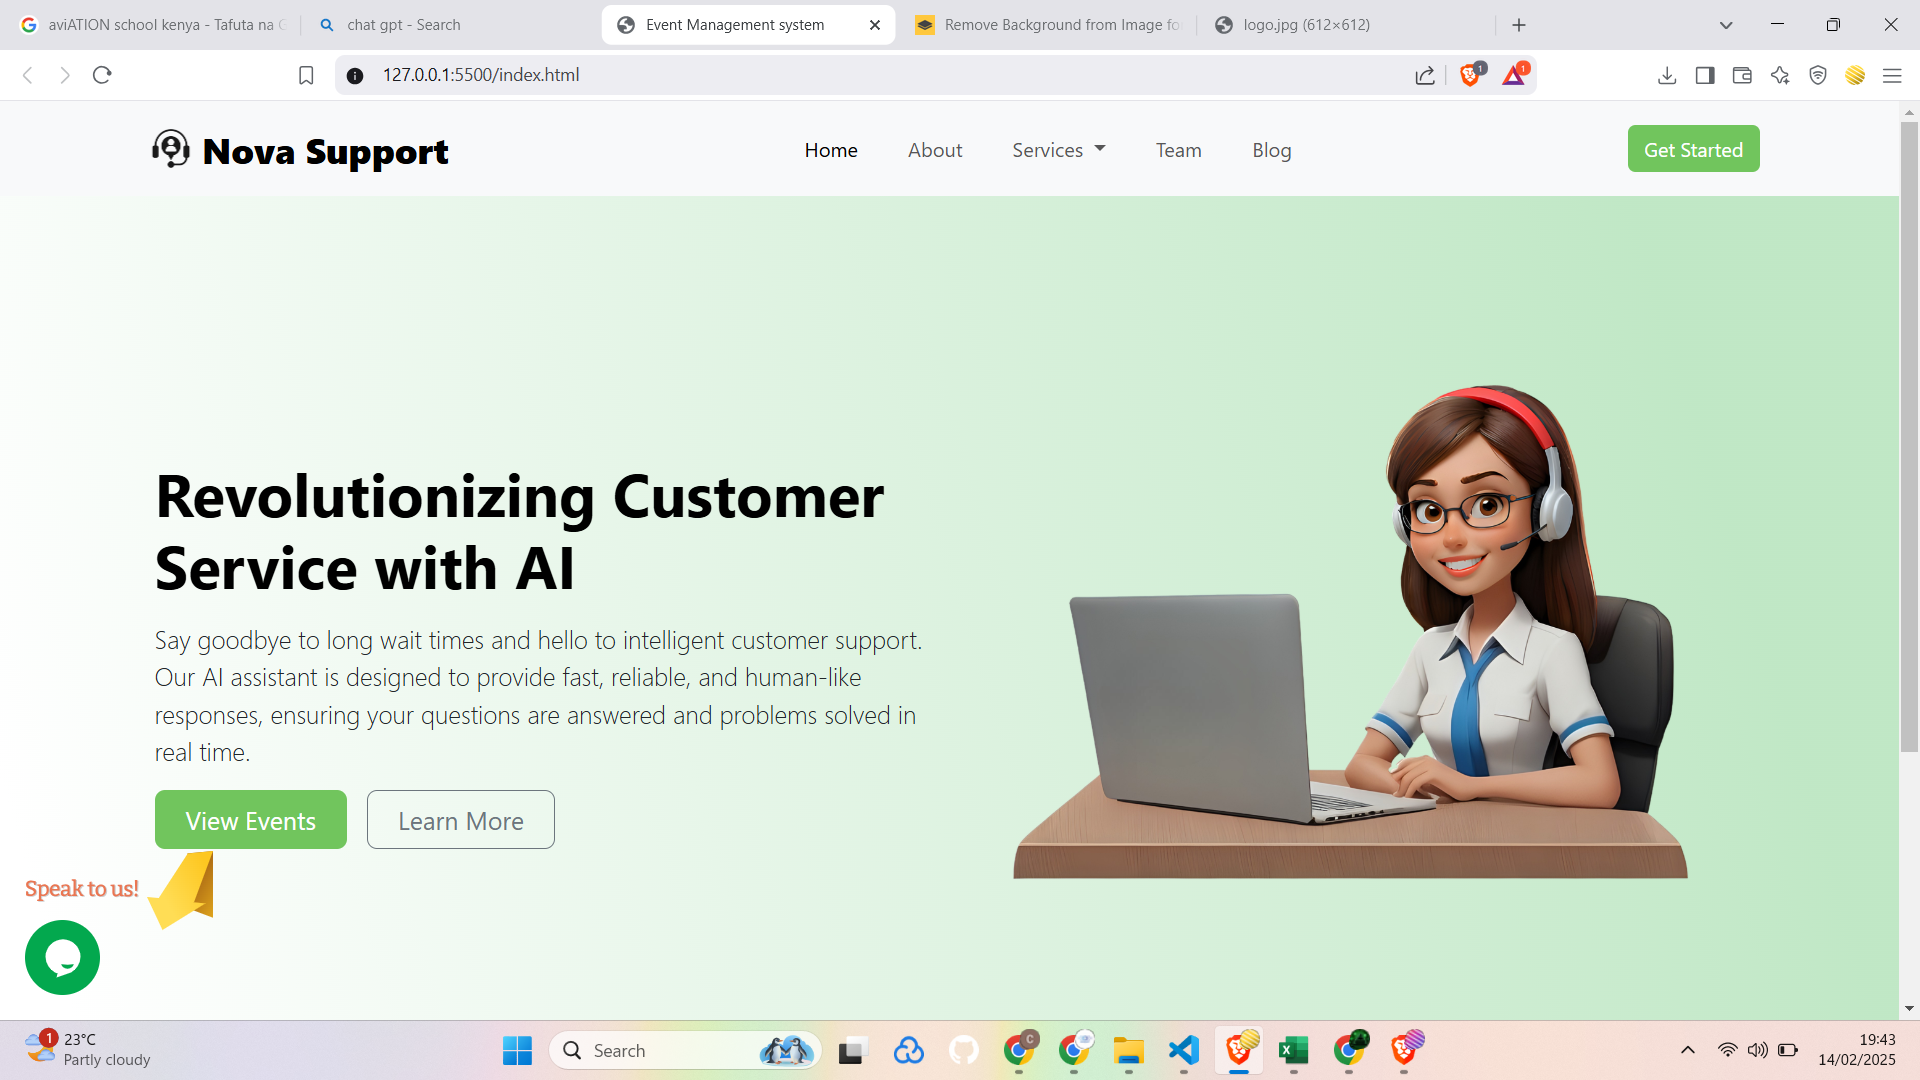 aviATION school kenya - Tafuta na G
chat gpt - Search
Event Management system
Remove Background from Image fo
logo.jpg (612×612)
127.0.0.1:5500/index.html
1
1
Nova Support
Home
About
Services
Team
Blog
Get Started
Revolutionizing Customer
Service with AI
Say goodbye to long wait times and hello to intelligent customer support.
Our AI assistant is designed to provide fast, reliable, and human-like
responses, ensuring your questions are answered and problems solved in
real time.
View Events
Learn More
Speak to us!
1
23°C
Partly cloudy
Search
C
19:43
14/02/2025